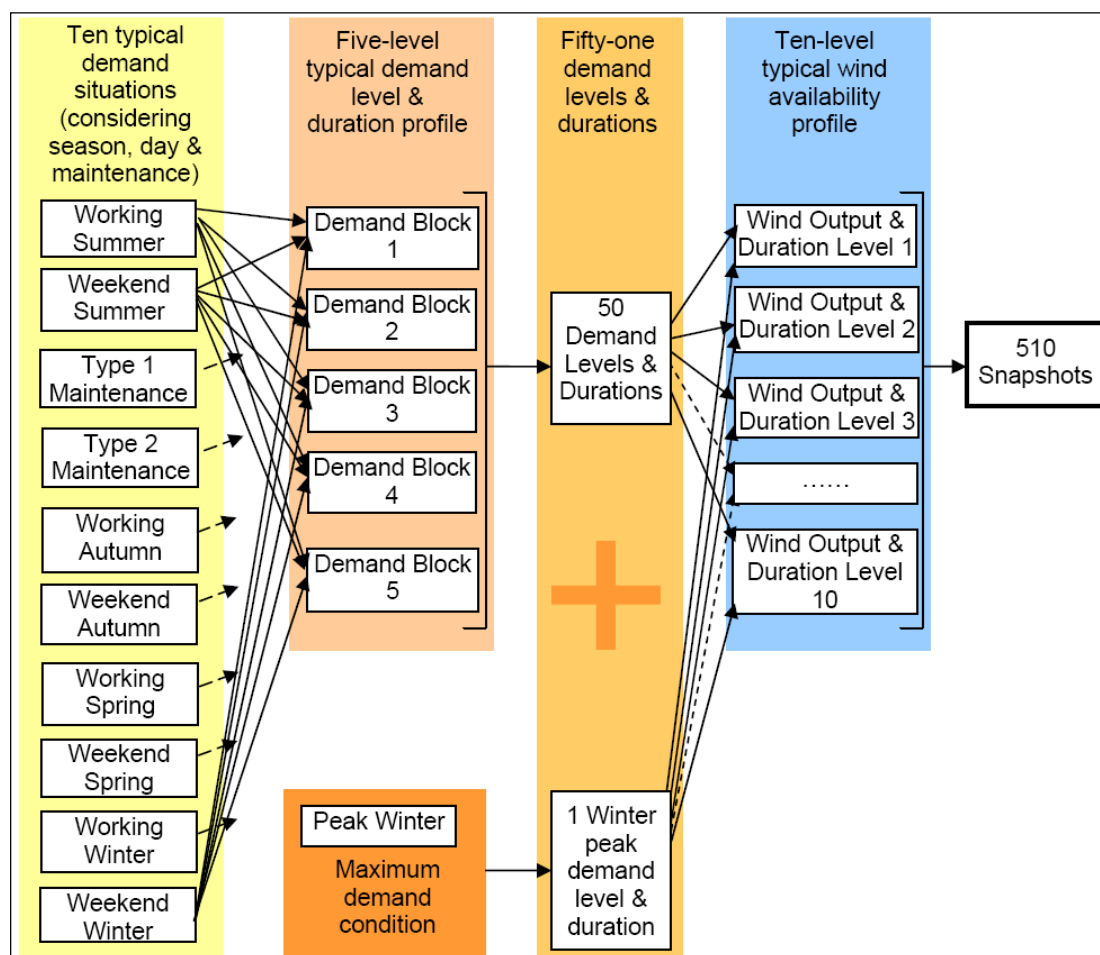 Ten typical
demand
situations
(considering
season, day &
maintenance)
Working
Summer
Weekend
Summer
Type 1
Maintenance
Type 2
Maintenance
Working
Autumn
Weekend
Autumn
Working
Spring
Weekend
Spring
Working
Winter
Weekend
Winter
Five-level
typical demand
level &
duration profile
Demand Block
1
Demand Block
2
Demand Block
3
Demand Block
4
Demand Block
5
Peak Winter
Maximum
demand
condition
Fifty-one
demand
levels &
durations
50
Demand
Levels &
Durations
1 Winter
peak
demand
level &
duration
Ten-level
typical wind
availability
profile
Wind Output &
Duration Level 1
Wind Output &
Duration Level 2
Wind Output &
Duration Level 3
......
Wind Output &
Duration Level
10
510
Snapshots